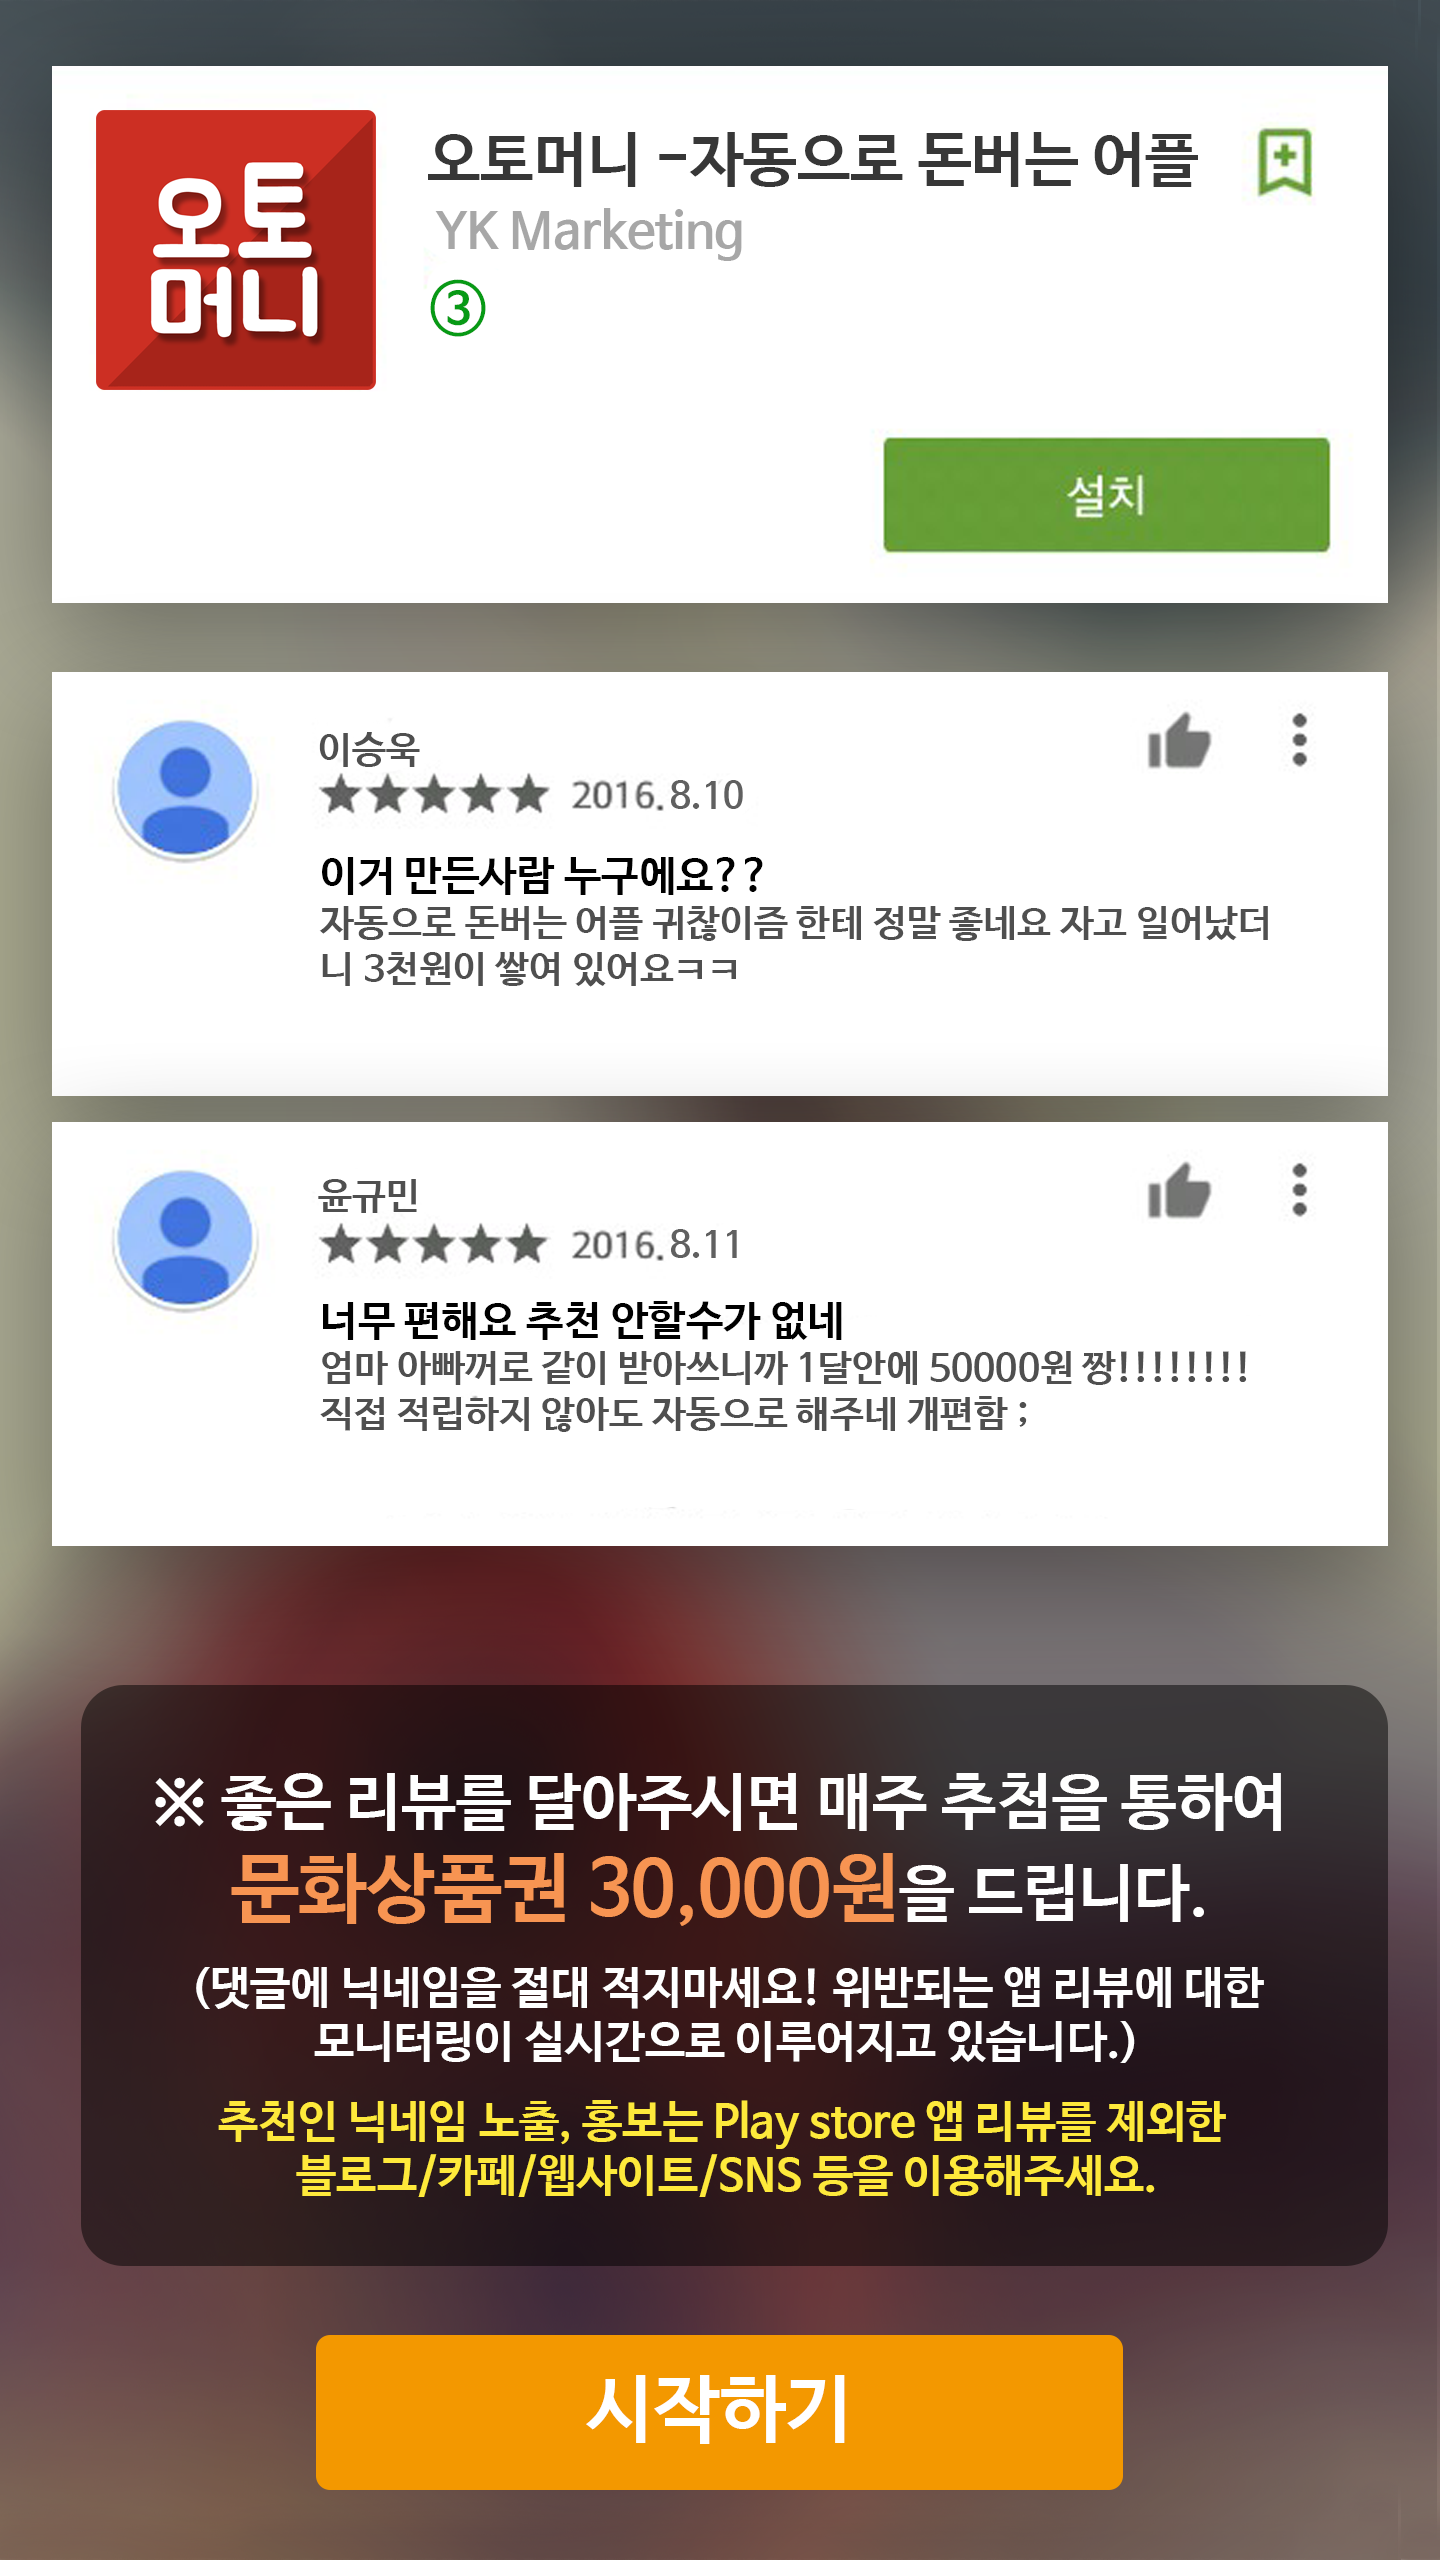 오토
머니
오토머니 -자동으로 돈버는 어플
YK Marketing
③
설치
이승욱
2016. 8.10
이거 만든사람 누구에요??
자동으로 돈버는 어플 귀찮이즘 한테 정말 좋네요 자고 일어났더
니 3천원이 쌓여 있어요ㅋㅋ
윤규민
2016. 8.11
너무 편해요 추천 안할수가 없네
엄마 아빠꺼로 같이 받아쓰니까 1달안에 50000원 짱!!!!!!!!!
직접 적립하지 않아도 자동으로 해주네 개편함 ;
※ 좋은 리뷰를 달아주시면 매주 추첨을 통하여
문화상품권 30,000원을 드립니다.
(댓글에 닉네임을 절대 적지마세요! 위반되는 앱 리뷰에 대한
모니터링이 실시간으로 이루어지고 있습니다.)
추천인 닉네임 노출, 홍보는 Play store 앱 리뷰를 제외한
블로그/카페/웹사이트/SNS 등을 이용해주세요.
시작하기